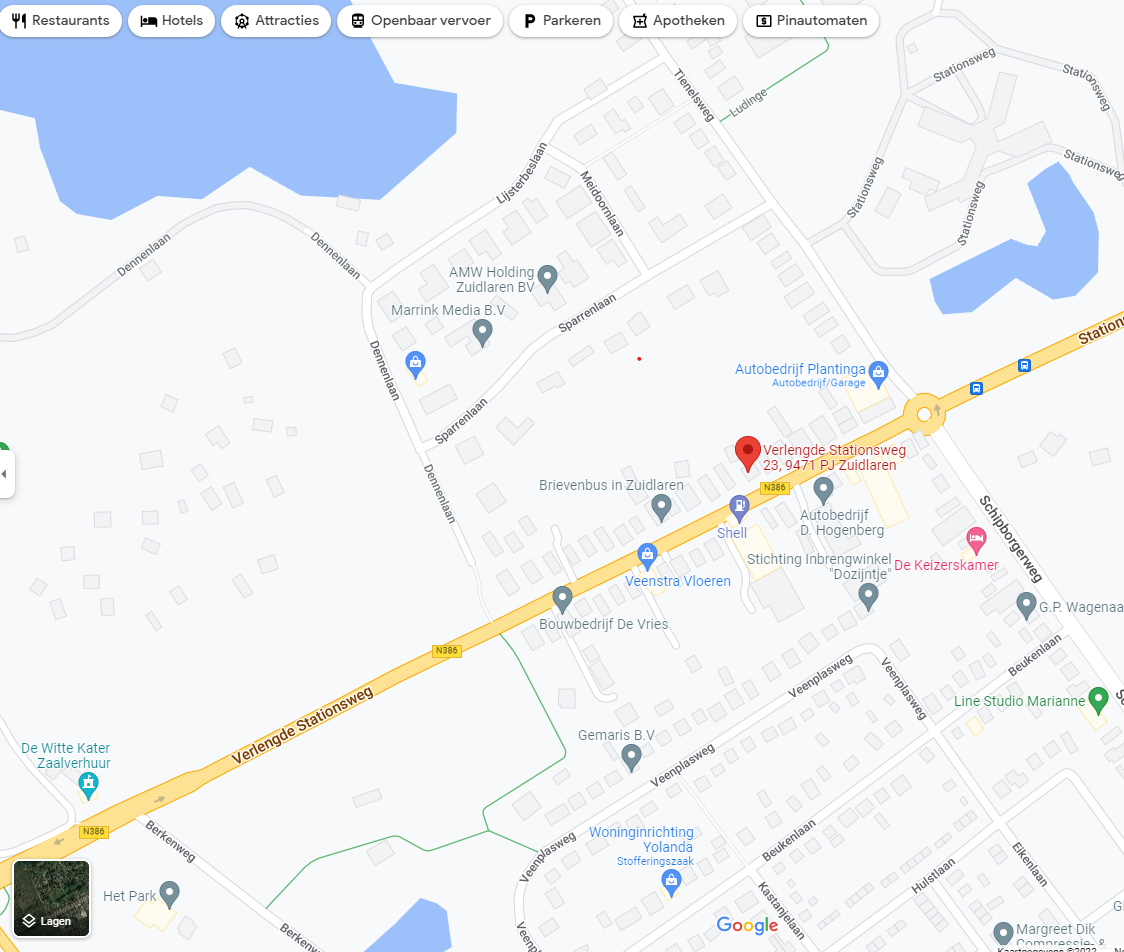 Restaurants
Hotels
Attracties
Openbaar vervoer
Parkeren
Apotheken
Pinautomaten
Stationsweg
Stationsweg
Tienelsweg
Ludinge
Lijsterbeslaan
Meidoornlaan
Stationsweg
Stationsweg
Dennenlaan
Dennenlaan
AMW Holding
Zuidlaren BV
Marrink Media B.V
Sparrenlaan
Dennenlaan
Autobedrijf Plantinga
Autobedrijf/Garage
Sparrenlaan
Verlengde Stationsweg
23, 9471 PJ Zuidlaren
Dennenlaan
Brievenbus in Zuidlaren
N386
Shell
Autobedrijf
D. Hogenberg
Schipborgerweg
Stichting Inbrengwinkel
"Dozijntje"
De Keizerskamer
Veenstra Vloeren
G.P. Wagenaa
Bouwbedrijf De Vries
N386
Veenplasweg
Veenplasweg
Beukenlaan
Line Studio Marianne
Verlengde Stationsweg
Gemaris B.V
Veenplasweg
De Witte Kater
Zaalverhuur
N386
Berkenweg
Woninginrichting
Yolanda
Stofferingszaak
Veenplasweg
Beukenlaan
Eikenlaan
Hulstlaan
Kastanjelaan
Het Park
Lagen
Google
Margreet Dik